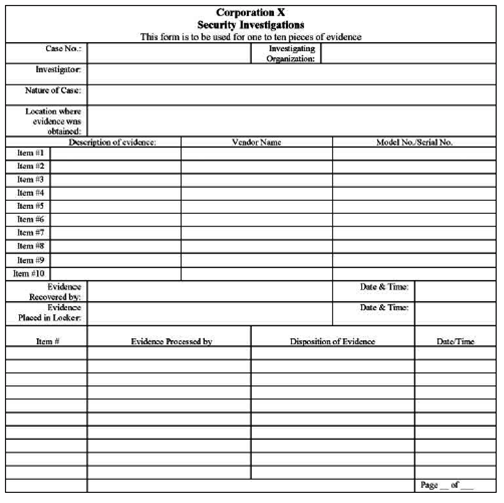 Corporation X
Security Investigations
This form is to be used for one to ten pieces of evidence
Case No.:
Investigating
Organization:
Investigator:
Nature of Case:
Location where
evidence was
obtained:
Description of evidence: Vendor Name Model No./Serial No.
Item #1
Item #2
Item #3
Item #4
Item #5
Item #6
Item #7
Item #8
Item #9
Item #10
Evidence
Recovered by:
Date & Time:
Evidence
Placed in Locker:
Date & Time:
Item # Evidence Processed by Disposition of Evidence Date/Time
Page __ of ___